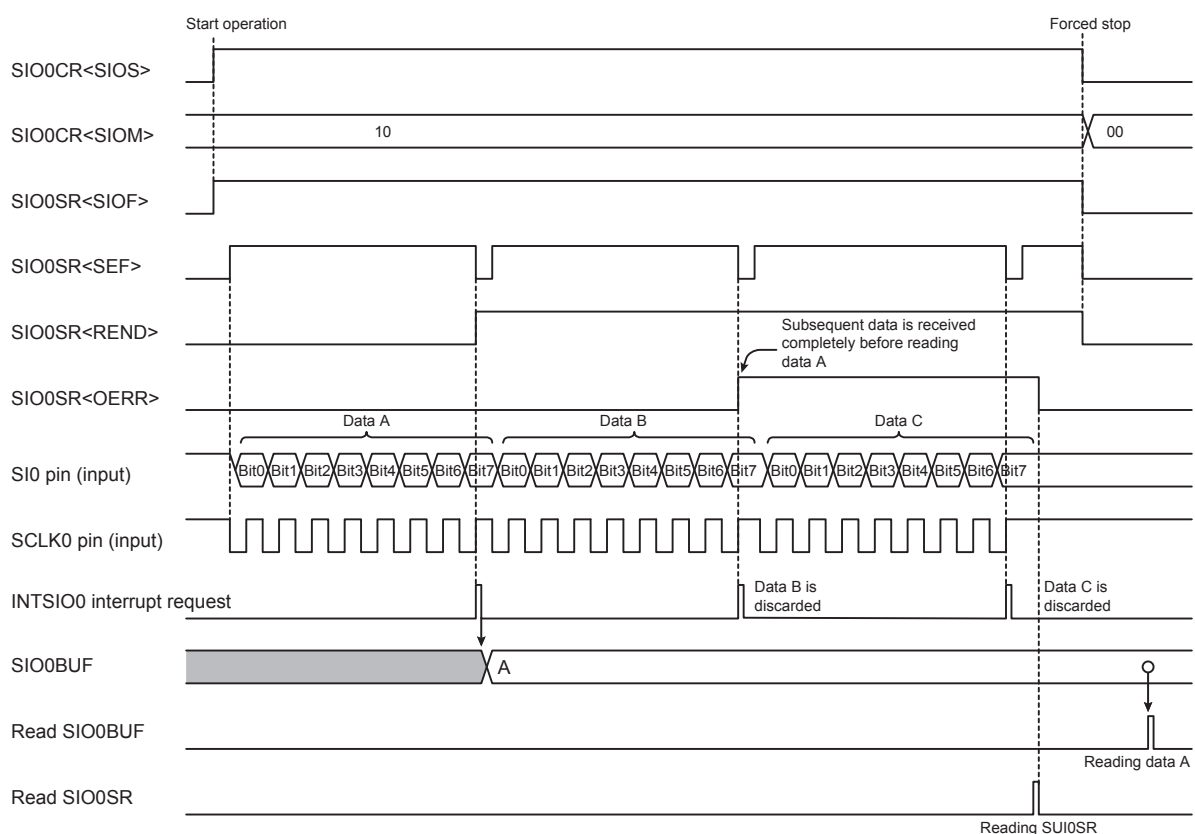 Start operation
Forced stop
SIO0CR<SIOS>
SIO0CR<SIOM>
10
00
SIO0SR<SIOF>
SIO0SR<SEF>
SIO0SR<REND>
Subsequent data is received
completely before reading
data A
SIO0SR<OERR>
Data A
Data B
Data C
SI0 pin (input)
Bit0 Bit1 Bit2 Bit3 Bit4 Bit5 Bit6 Bit7 Bit0 Bit1 Bit2 Bit3 Bit4 Bit5 Bit6 Bit7 Bit0 Bit1 Bit2 Bit3 Bit4 Bit5 Bit6 Bit7
SCLK0 pin (input)
INTSIO0 interrupt request
Data B is
discarded
Data C is
discarded
SIO0BUF
A
Read SIO0BUF
Reading data A
Read SIO0SR
Reading SUI0SR